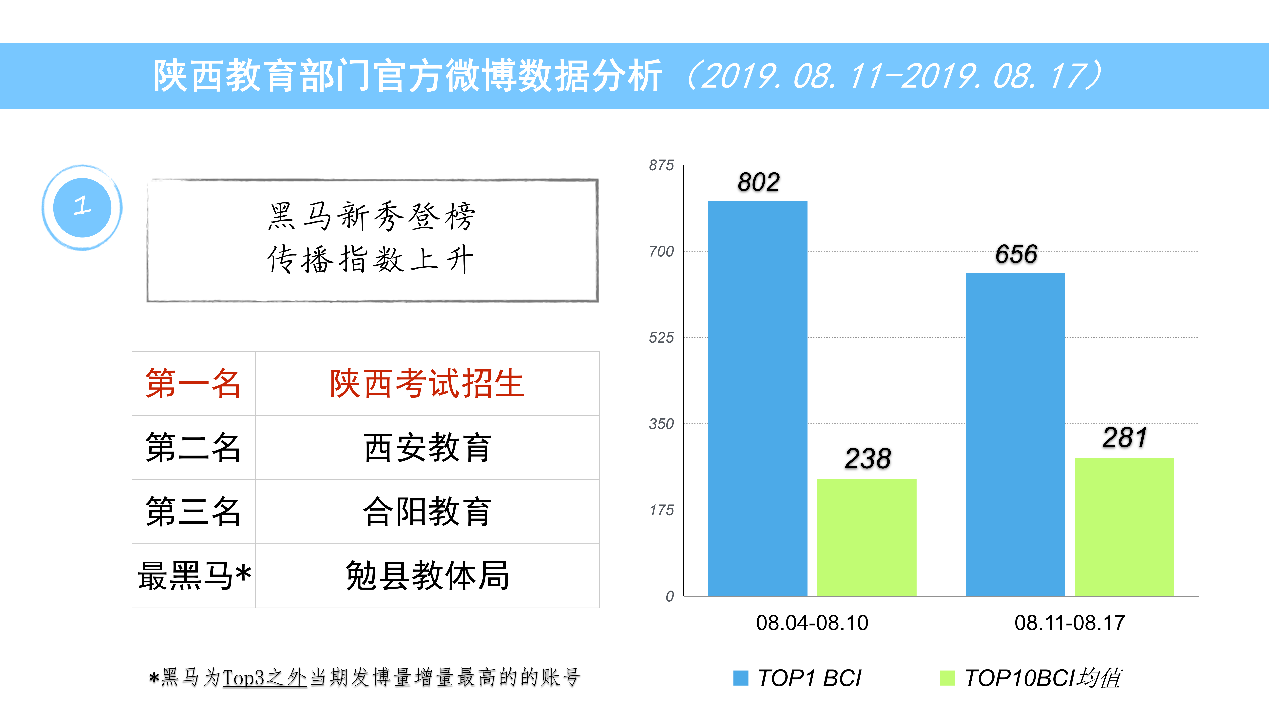 陕西教育部门官方微博数据分析（2019.08.11-2019.08.17）
1
黑马新秀登榜
传播指数上升
第一名 陕西考试招生
第二名 西安教育
第三名 合阳教育
最黑马* 勉县教体局
*黑马为Top3之外当期发博量增量最高的的账号
875
700
525
350
175
0
802
238
656
281
08.04-08.10
08.11-08.17
TOP1 BCI
TOP10BCI均值